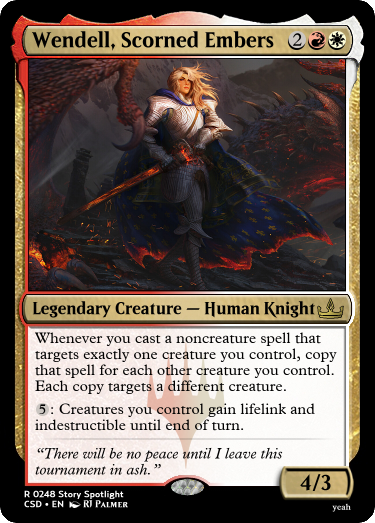 Wendell, Scorned Embers 2
Legendary Creature — Human Knight
Whenever you cast a noncreature spell that
targets exactly one creature you control, copy
that spell for each other creature you control.
Each copy targets a different creature.
5: Creatures you control gain lifelink and
indestructible until end of turn.
“There will be no peace until I leave this
tournament in ash.”
4/3
R 0248 Story Spotlight
CSD • EN RJ PALMER
yeah